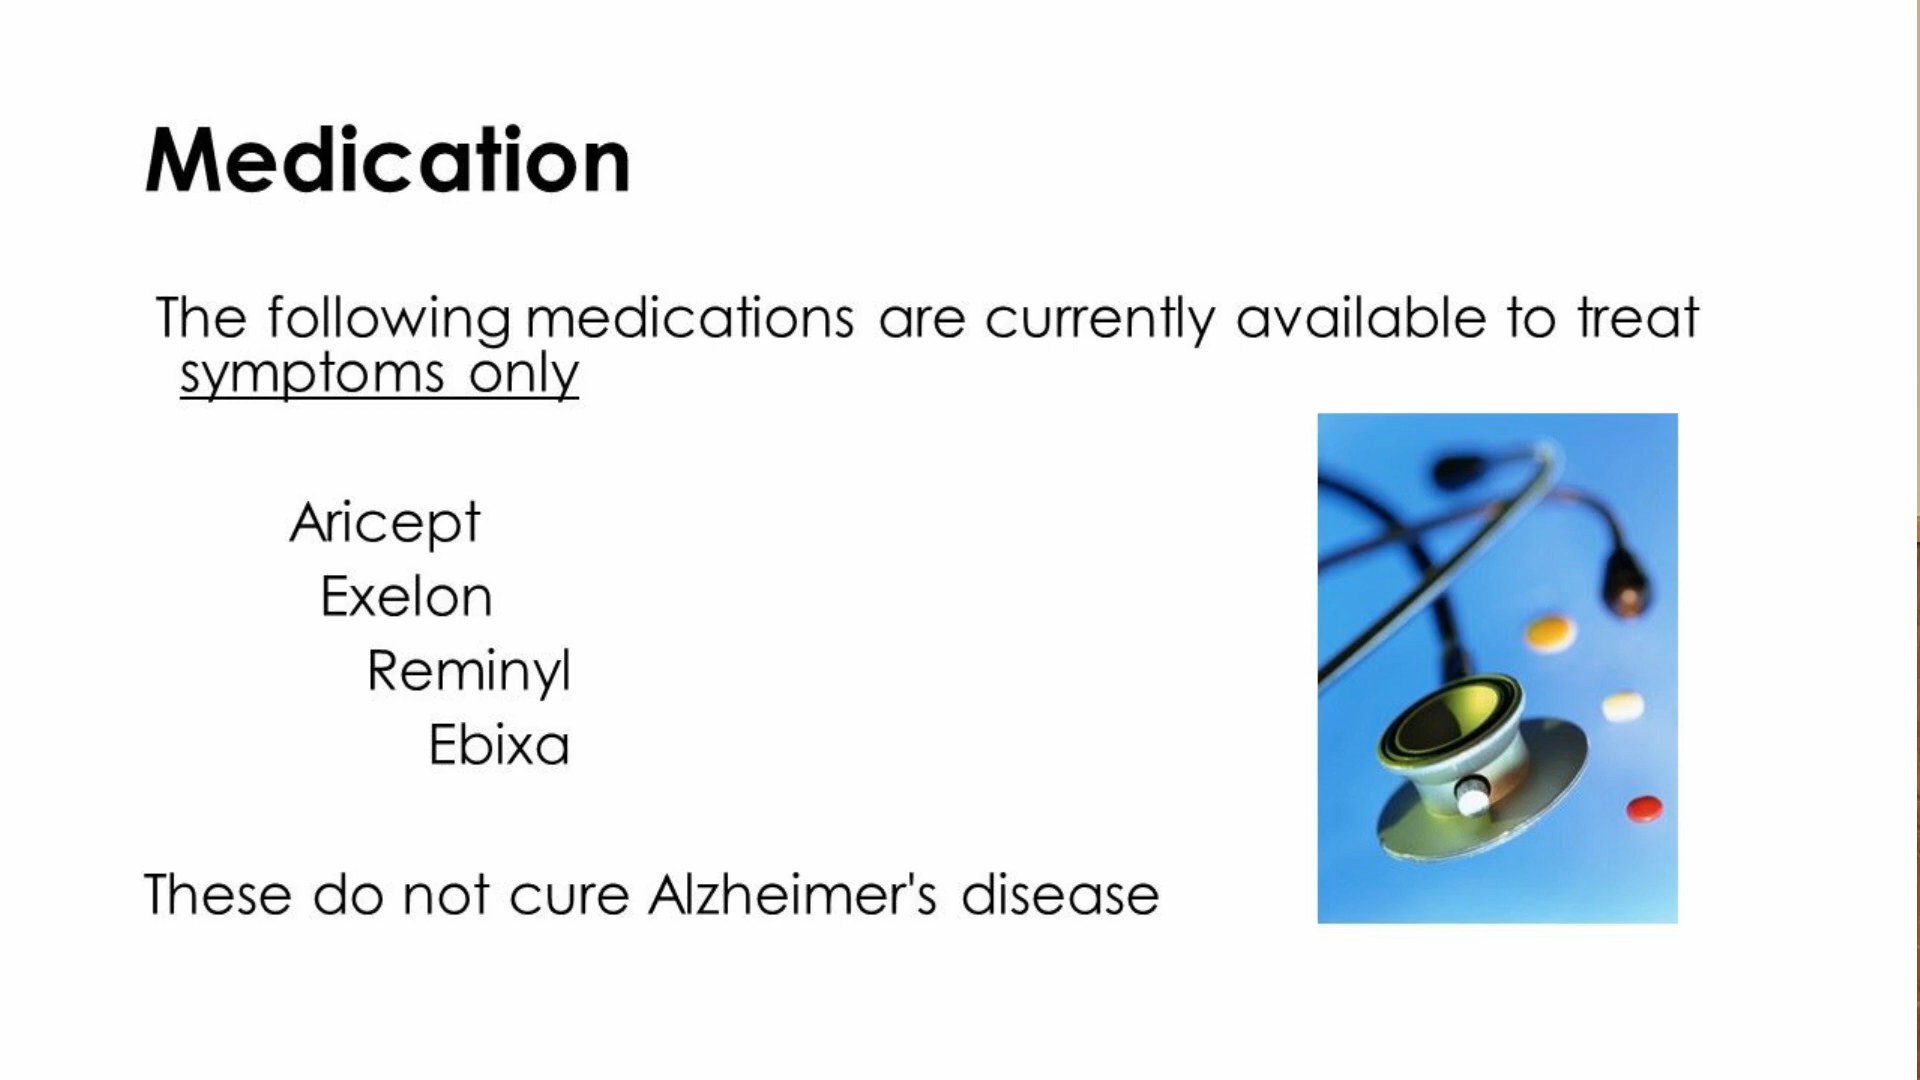 Medication
The following medications are currently available to treat
symptoms only
Aricept
Exelon
Reminyl
Ebixa
These do not cure Alzheimer's disease